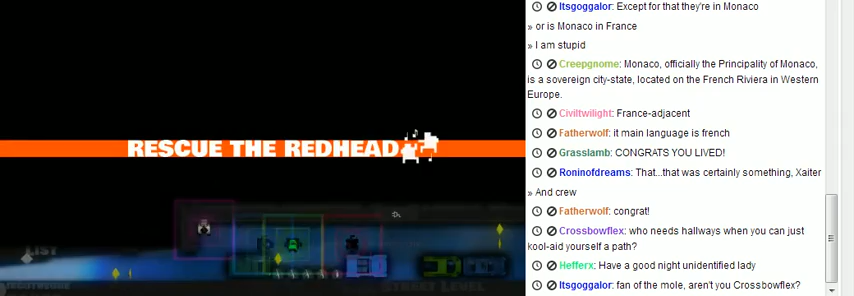 RESCUE THE REDHEAD
LIST
STREET LEVEL
Itsgoggalor: Except for that they're in Monaco
» or is Monaco in France
» I am stupid
Creepgnome: Monaco, officially the Principality of Monaco,
is a sovereign city-state, located on the French Riviera in Western
Europe.
Civiltwilight: France-adjacent
Fatherwolf: it main language is french
Grasslamb: CONGRATS YOU LIVED!
Roninofdreams: That...that was certainly something, Xaiter
» And crew
Fatherwolf: congrat!
Crossbowflex: who needs hallways when you can just
kool-aid yourself a path?
Hefferx: Have a good night unidentified lady
Itsgoggalor: fan of the mole, aren't you Crossbowflex?